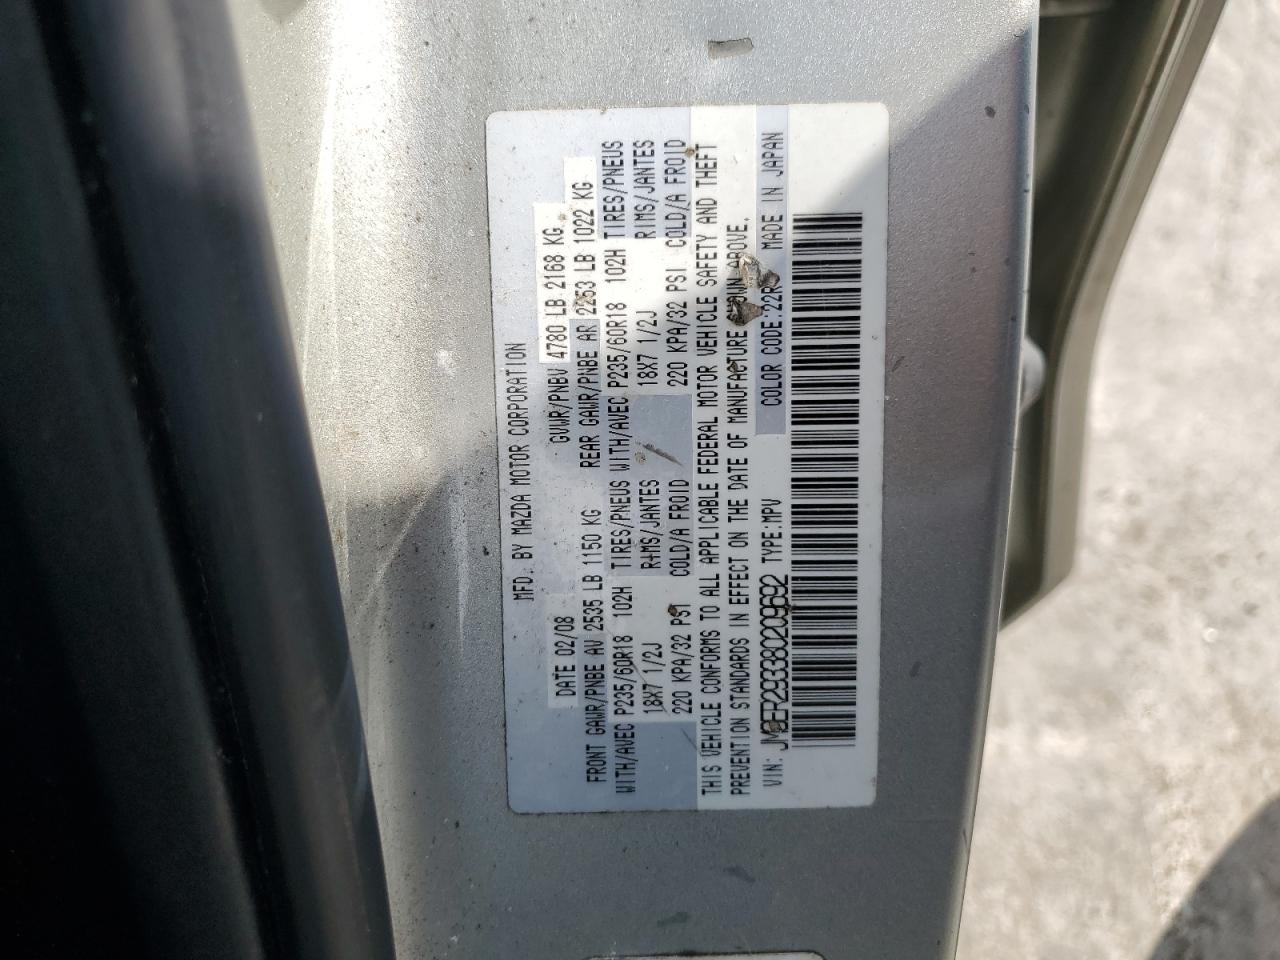 MFD. BY MAZDA MOTOR CORPORATION
DATE 02/08 GVWR/PNBV 4780 LB 2168 KG
FRONT GAWR/PNBE AV 2535 LB 1150 KG REAR GAWR/PNBE AR 2253 LB 1022 KG
WITH/AVEC P235/60R18 102H TIRES/PNEUS WITH/AVEC P235/60R18 102H TIRES/PNEUS
18X7 1/2J RIMS/JANTES 18X7 1/2J RIMS/JANTES
220 KPA/32 PSI COLD/A FROID 220 KPA/32 PSI COLD/A FROID
THIS VEHICLE CONFORMS TO ALL APPLICABLE FEDERAL MOTOR VEHICLE SAFETY AND THEFT
PREVENTION STANDARDS IN EFFECT ON THE DATE OF MANUFACTURE SHOWN ABOVE.
VIN: JM3ER293380209692 TYPE:MPV COLOR CODE:22R MADE IN JAPAN